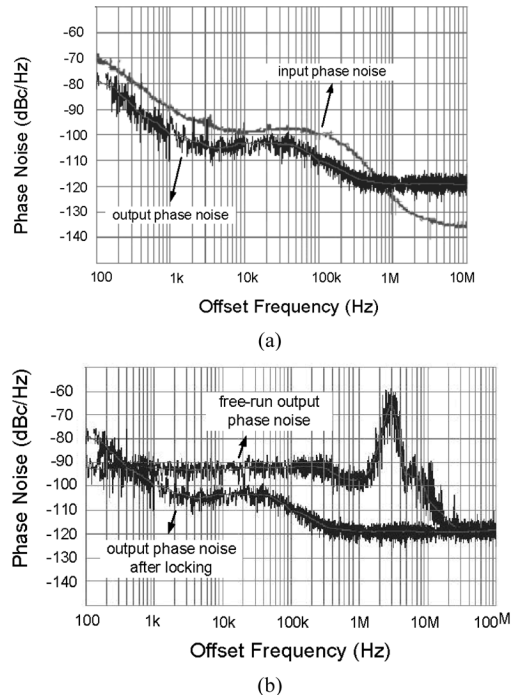 -60
-70
-80
-90
-100
-110
-120
-130
-140
Phase Noise (dBc/Hz)
input phase noise
output phase noise
100 1k 10k 100k 1M 10M
Offset Frequency (Hz)
(a)
-60
-70
-80
-90
-100
-110
-120
-130
-140
Phase Noise (dBc/Hz)
free-run output
phase noise
output phase noise
after locking
100 1k 10k 100k 1M 10M 100M
Offset Frequency (Hz)
(b)